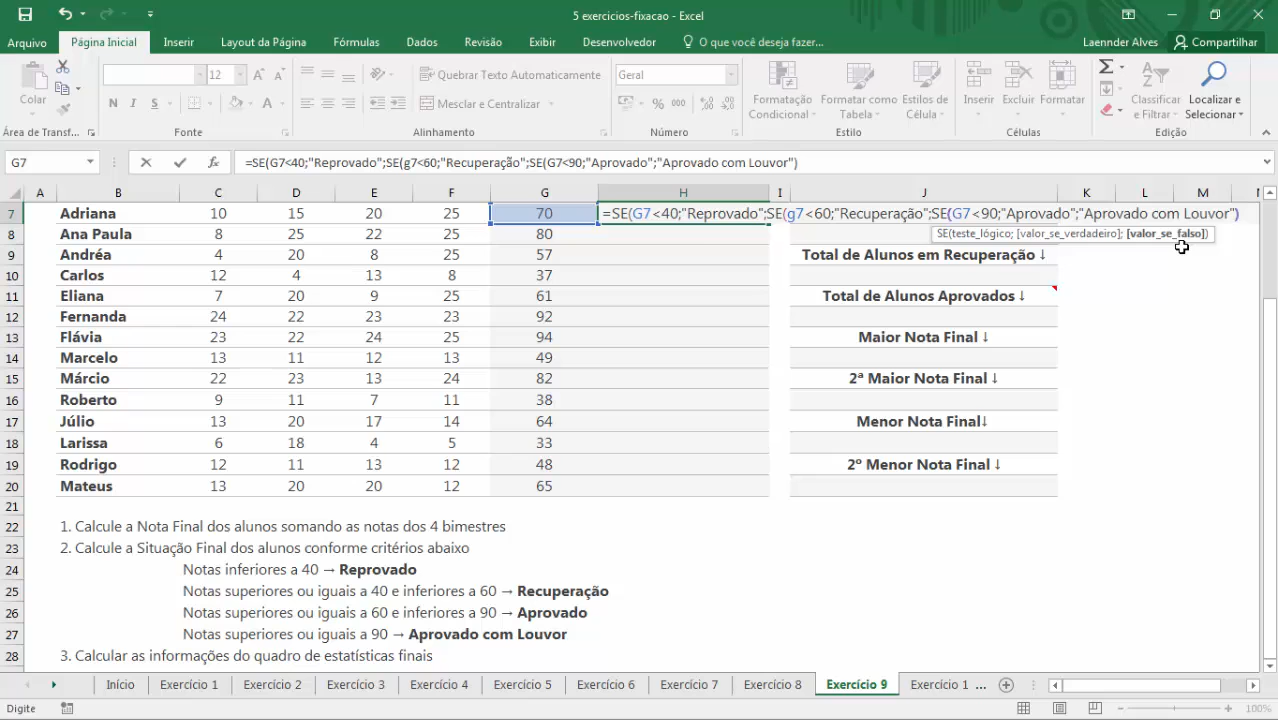 5 exercicios-fixacao - Excel
Arquivo Página Inicial Inserir Layout da Página Fórmulas Dados Revisão Exibir Desenvolvedor O que você deseja fazer... Laennder Alves Compartilhar
Colar
12 A A
N I S A
Quebrar Texto Automaticamente
Mesclar e Centralizar
Geral
% 000
Formatação Condicional
Formatar como Tabela
Estilos de Célula
Inserir Excluir Formatar
Classificar e Filtrar
Localizar e Selecionar
Área de Transf... Fonte Alinhamento Número Estilo Células Edição
G7 fx =SE(G7<40;"Reprovado";SE(g7<60;"Recuperação";SE(G7<90;"Aprovado";"Aprovado com Louvor")
A B C D E F G H I J K L M
7 Adriana 10 15 20 25 70 =SE(G7<40;"Reprovado";SE(g7<60;"Recuperação";SE(G7<90;"Aprovado";"Aprovado com Louvor")
SE(teste_lógico; [valor_se_verdadeiro]; [valor_se_falso])
8 Ana Paula 8 25 22 25 80
9 Andréa 4 20 8 25 57 Total de Alunos em Recuperação ↓
10 Carlos 12 4 13 8 37
11 Eliana 7 20 9 25 61 Total de Alunos Aprovados ↓
12 Fernanda 24 22 23 23 92
13 Flávia 23 22 24 25 94 Maior Nota Final ↓
14 Marcelo 13 11 12 13 49
15 Márcio 22 23 13 24 82 2ª Maior Nota Final ↓
16 Roberto 9 11 7 11 38
17 Júlio 13 20 17 14 64 Menor Nota Final↓
18 Larissa 6 18 4 5 33
19 Rodrigo 12 11 13 12 48 2º Menor Nota Final ↓
20 Mateus 13 20 20 12 65
21
22 1. Calcule a Nota Final dos alunos somando as notas dos 4 bimestres
23 2. Calcule a Situação Final dos alunos conforme critérios abaixo
24 Notas inferiores a 40 → Reprovado
25 Notas superiores ou iguais a 40 e inferiores a 60 → Recuperação
26 Notas superiores ou iguais a 60 e inferiores a 90 → Aprovado
27 Notas superiores ou iguais a 90 → Aprovado com Louvor
28 3. Calcular as informações do quadro de estatísticas finais
Início Exercício 1 Exercício 2 Exercício 3 Exercício 4 Exercício 5 Exercício 6 Exercício 7 Exercício 8 Exercício 9 Exercício 1 ...
Digite 100%